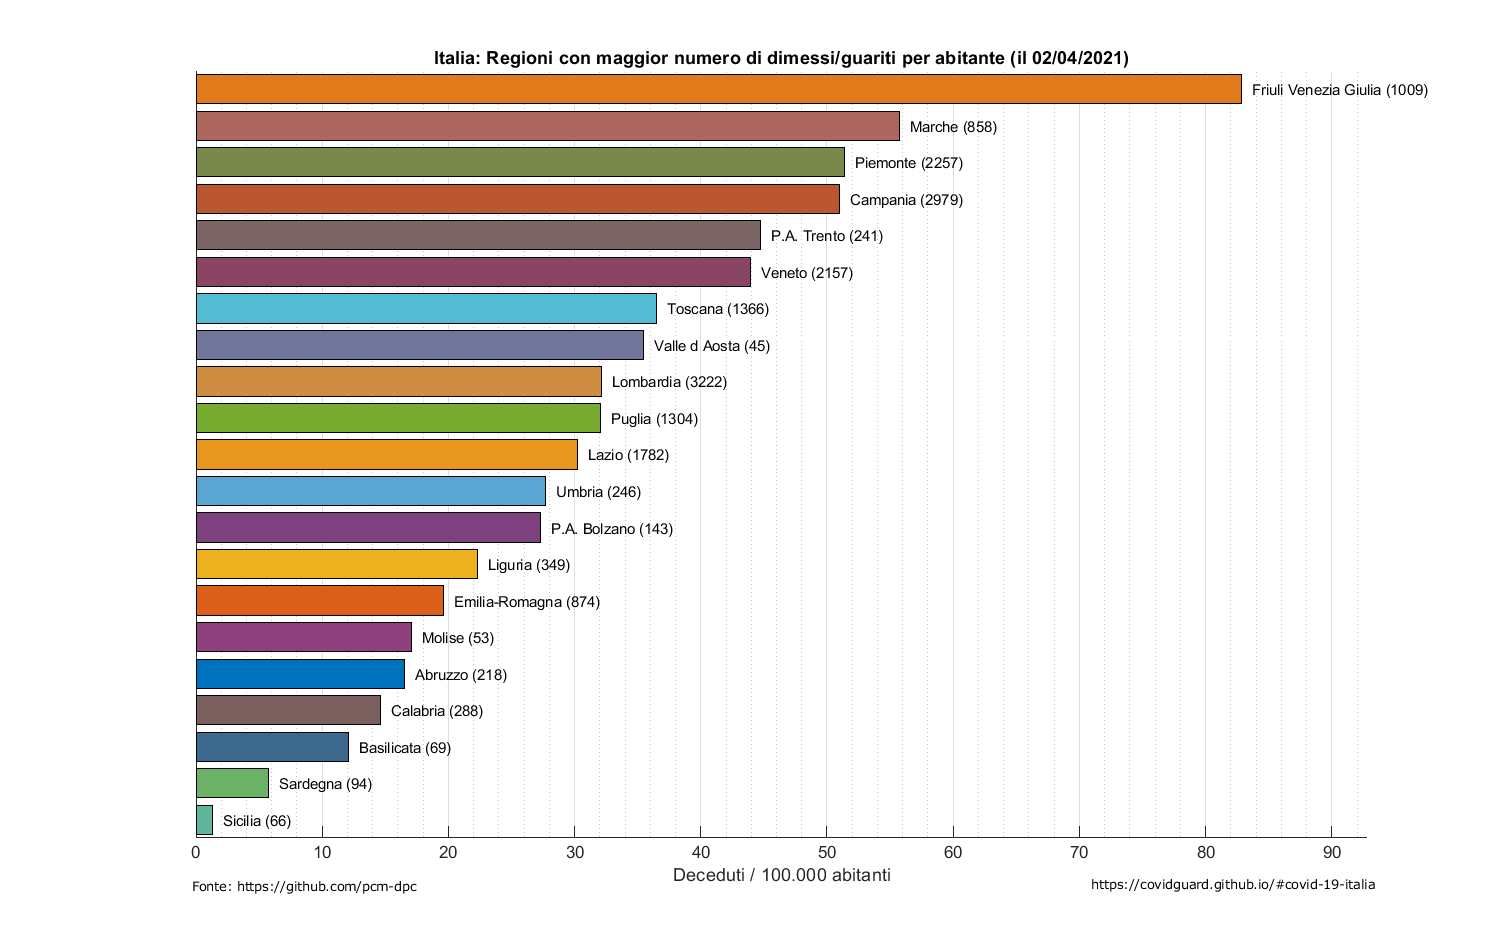 Italia: Regioni con maggior numero di dimessi/guariti per abitante (il 02/04/2021)
Friuli Venezia Giulia (1009)
Marche (858)
Piemonte (2257)
Campania (2979)
P.A. Trento (241)
Veneto (2157)
Toscana (1366)
Valle d Aosta (45)
Lombardia (3222)
Puglia (1304)
Lazio (1782)
Umbria (246)
P.A. Bolzano (143)
Liguria (349)
Emilia-Romagna (874)
Molise (53)
Abruzzo (218)
Calabria (288)
Basilicata (69)
Sardegna (94)
Sicilia (66)
0 10 20 30 40 50 60 70 80 90
Deceduti / 100.000 abitanti
Fonte: https://github.com/pcm-dpc
https://covidguard.github.io/#covid-19-italia